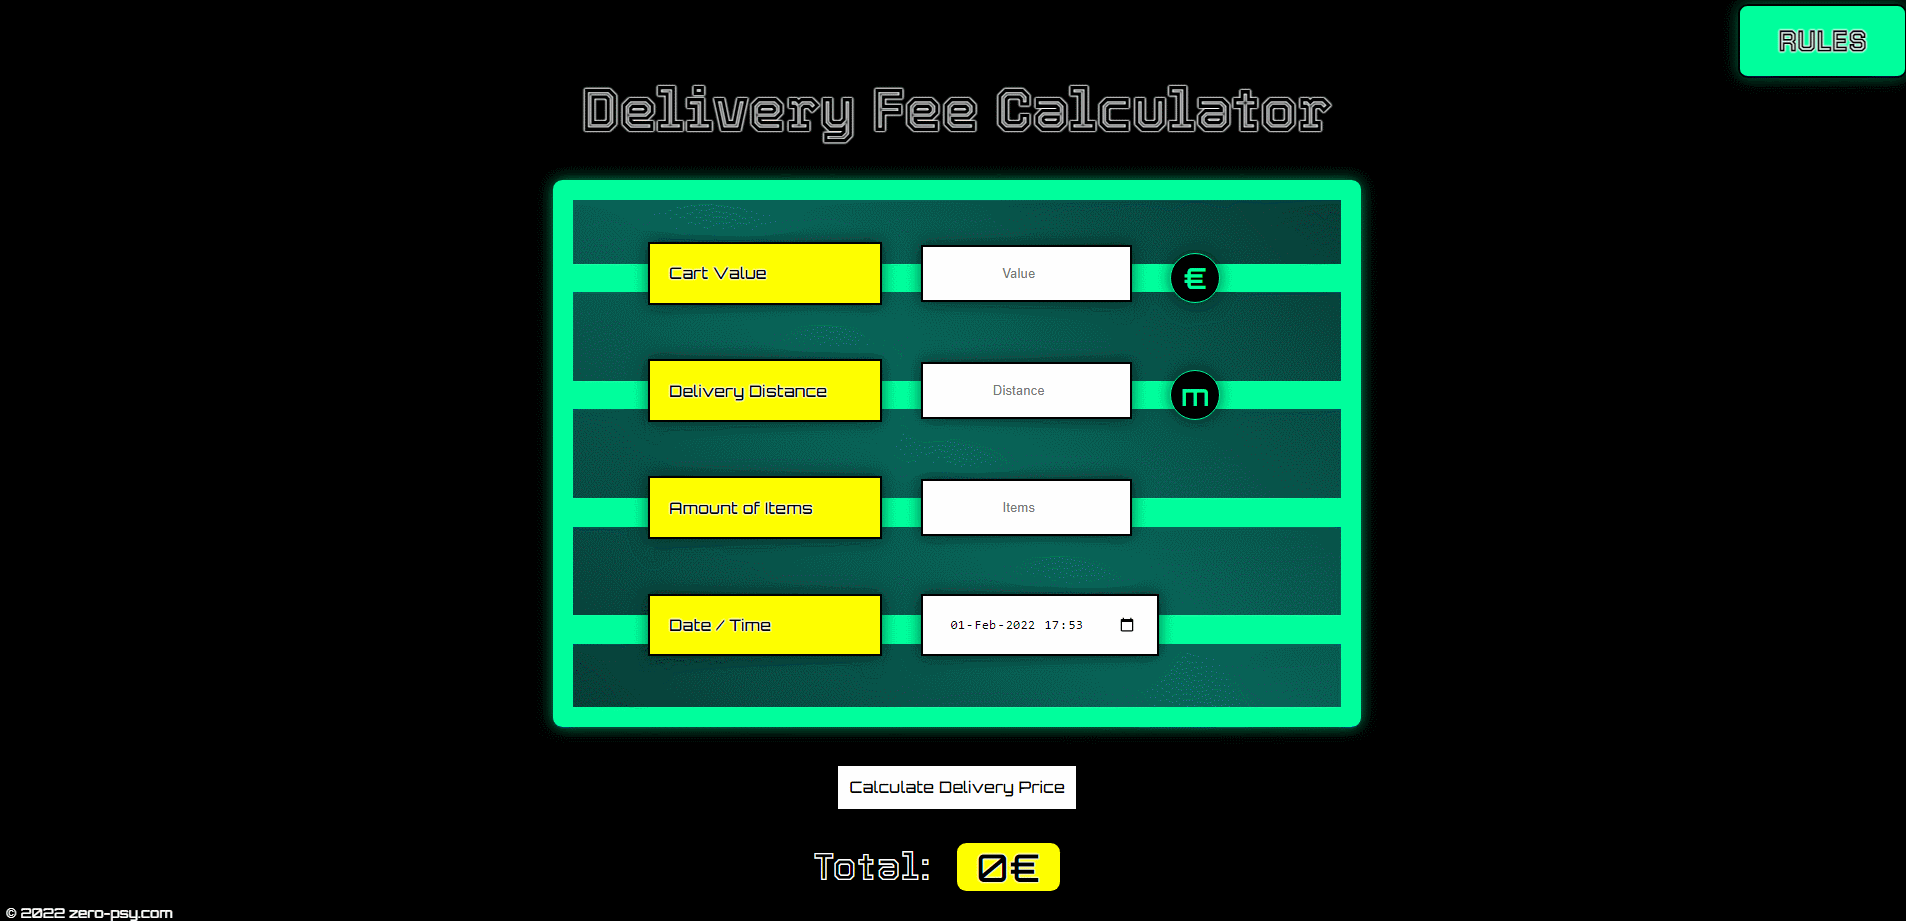 RULES
Delivery Fee Calculator
Cart Value
Value
€
Delivery Distance
Distance
m
Amount of Items
Items
Date / Time
01-Feb-2022 17:53
Calculate Delivery Price
Total: 0€
© 2022 zero-psy.com